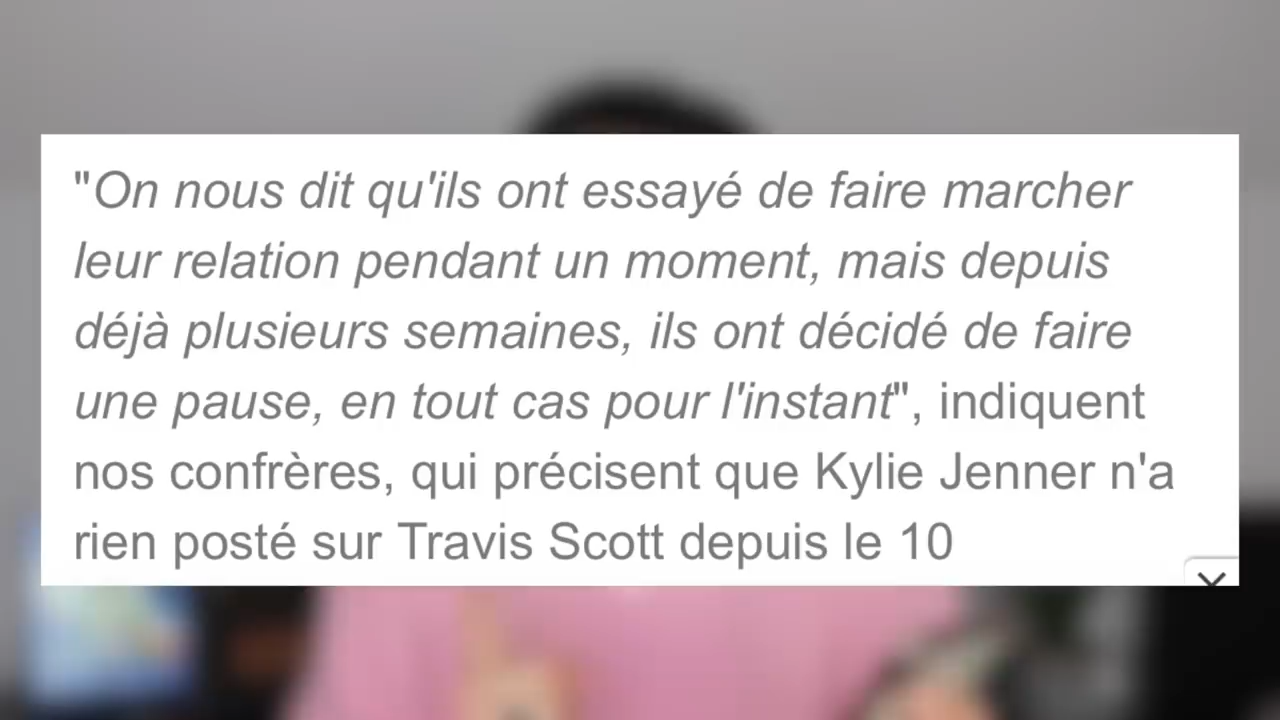 "On nous dit qu'ils ont essayé de faire marcher
leur relation pendant un moment, mais depuis
déjà plusieurs semaines, ils ont décidé de faire
une pause, en tout cas pour l'instant", indiquent
nos confrères, qui précisent que Kylie Jenner n'a
rien posté sur Travis Scott depuis le 10